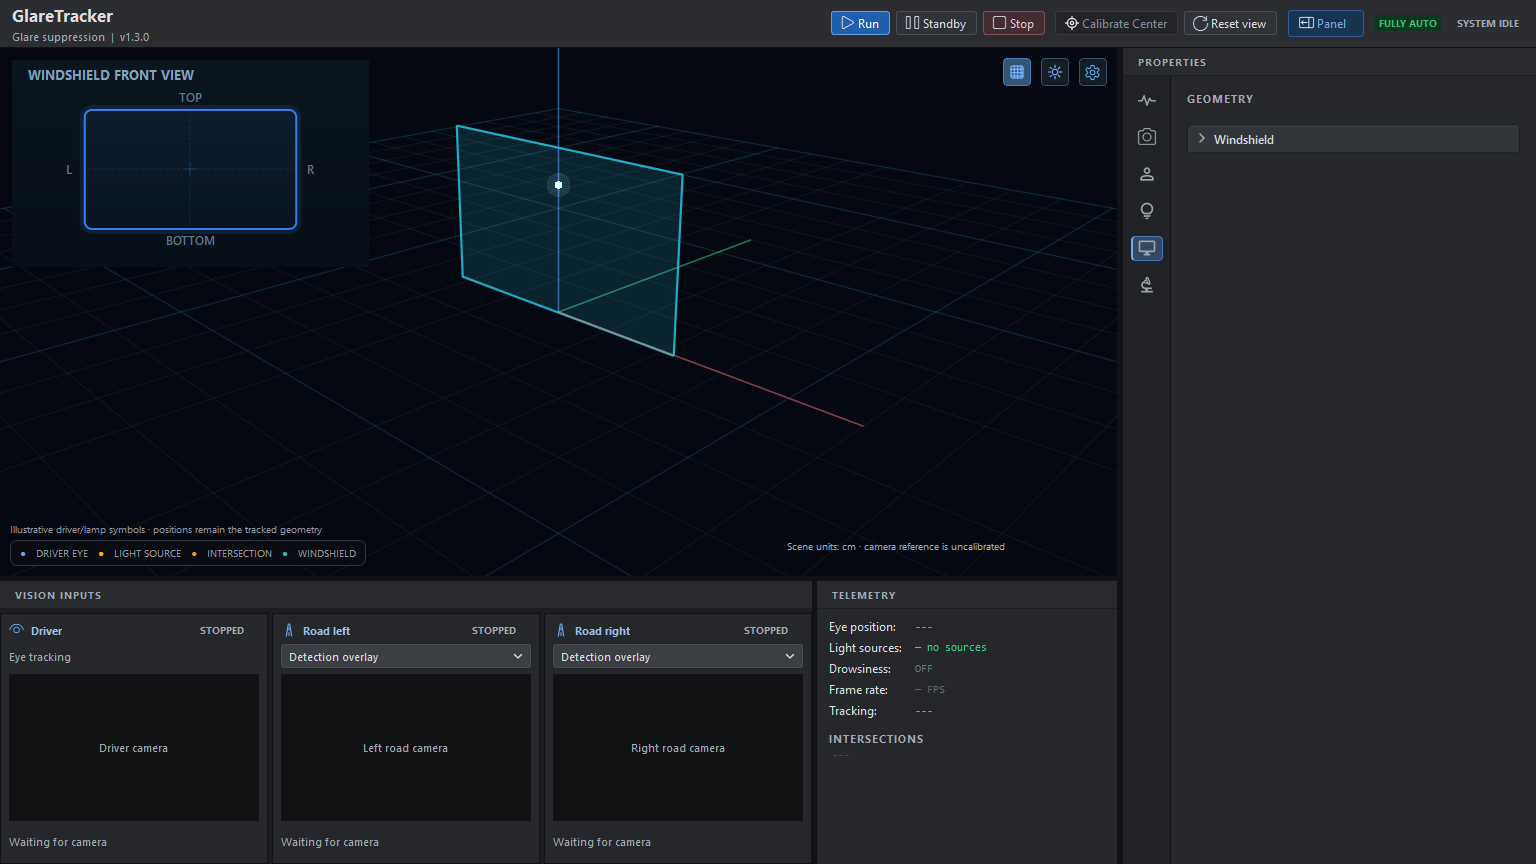 GlareTracker
Glare suppression | v1.3.0
Run
Standby
Stop
Calibrate Center
Reset view
Panel
FULLY AUTO
SYSTEM IDLE
WINDSHIELD FRONT VIEW
TOP
L
R
BOTTOM
Illustrative driver/lamp symbols · positions remain the tracked geometry
DRIVER EYE
LIGHT SOURCE
INTERSECTION
WINDSHIELD
Scene units: cm · camera reference is uncalibrated
PROPERTIES
GEOMETRY
Windshield
VISION INPUTS
Driver
STOPPED
Eye tracking
Driver camera
Waiting for camera
Road left
STOPPED
Detection overlay
Left road camera
Waiting for camera
Road right
STOPPED
Detection overlay
Right road camera
Waiting for camera
TELEMETRY
Eye position: ---
Light sources: — no sources
Drowsiness: OFF
Frame rate: — FPS
Tracking: ---
INTERSECTIONS
---